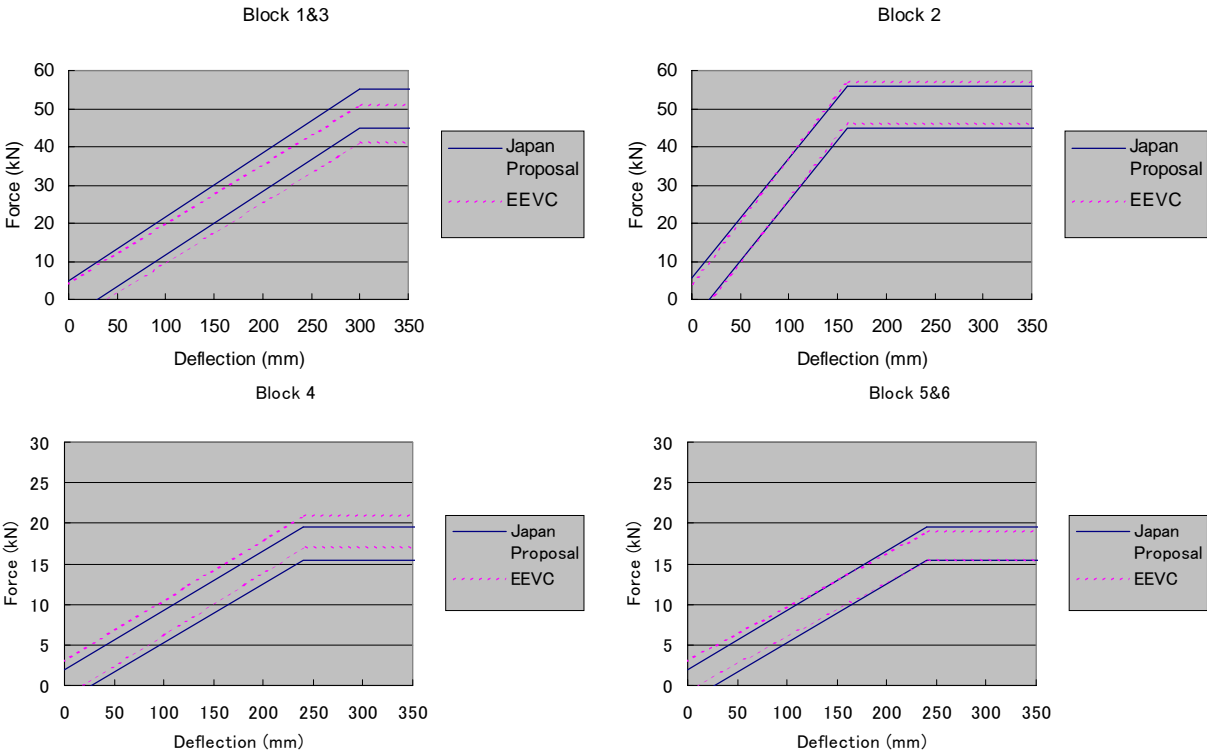 Block 1&3
60
50
40
30
20
10
0
Force (kN)
0 50 100 150 200 250 300 350
Deflection (mm)
Japan
Proposal
EEVC
Block 2
60
50
40
30
20
10
0
Force (kN)
0 50 100 150 200 250 300 350
Deflection (mm)
Japan
Proposal
EEVC
Block 4
30
25
20
15
10
5
0
Force (kN)
0 50 100 150 200 250 300 350
Deflection (mm)
Japan
Proposal
EEVC
Block 5&6
30
25
20
15
10
5
0
Force (kN)
0 50 100 150 200 250 300 350
Deflection (mm)
Japan
Proposal
EEVC